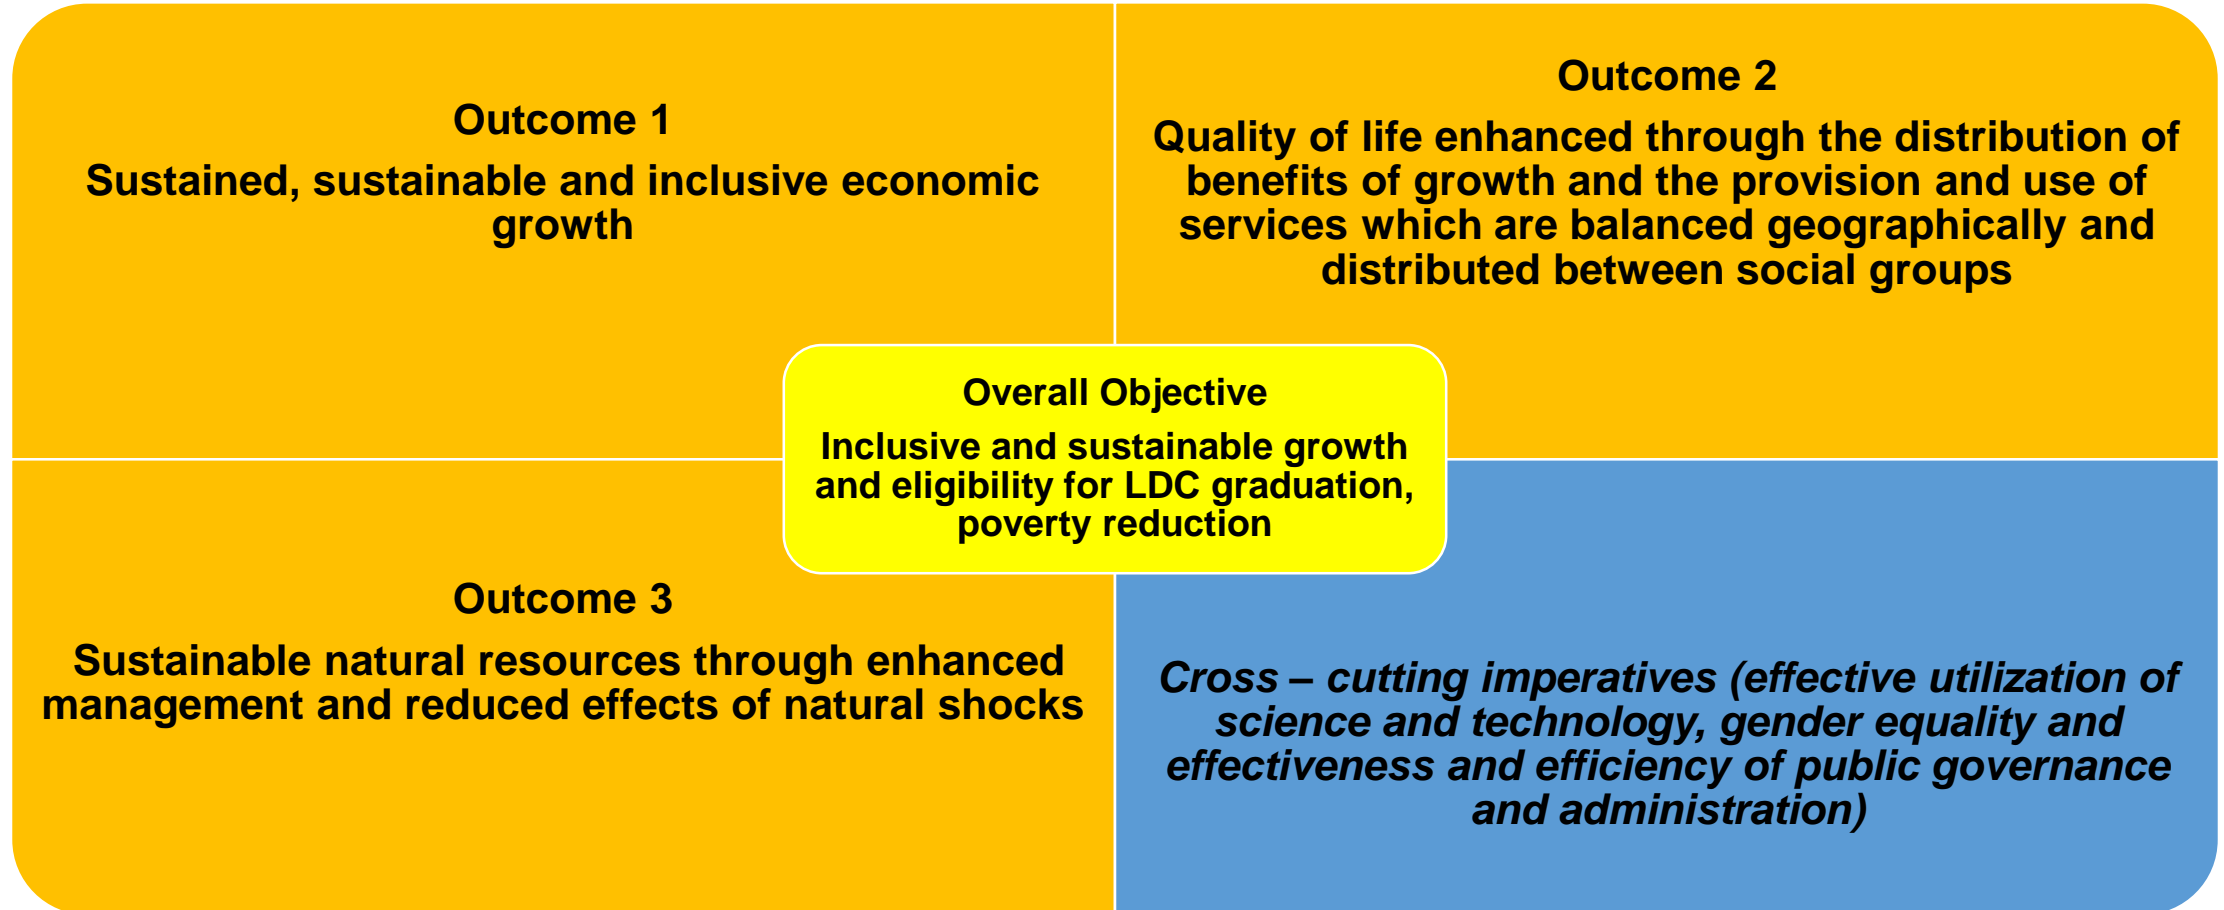 Outcome 1
Sustained, sustainable and inclusive economic
growth
Outcome 2
Quality of life enhanced through the distribution of
benefits of growth and the provision and use of
services which are balanced geographically and
distributed between social groups
Overall Objective
Inclusive and sustainable growth
and eligibility for LDC graduation,
poverty reduction
Outcome 3
Sustainable natural resources through enhanced
management and reduced effects of natural shocks
Cross – cutting imperatives (effective utilization of
science and technology, gender equality and
effectiveness and efficiency of public governance
and administration)